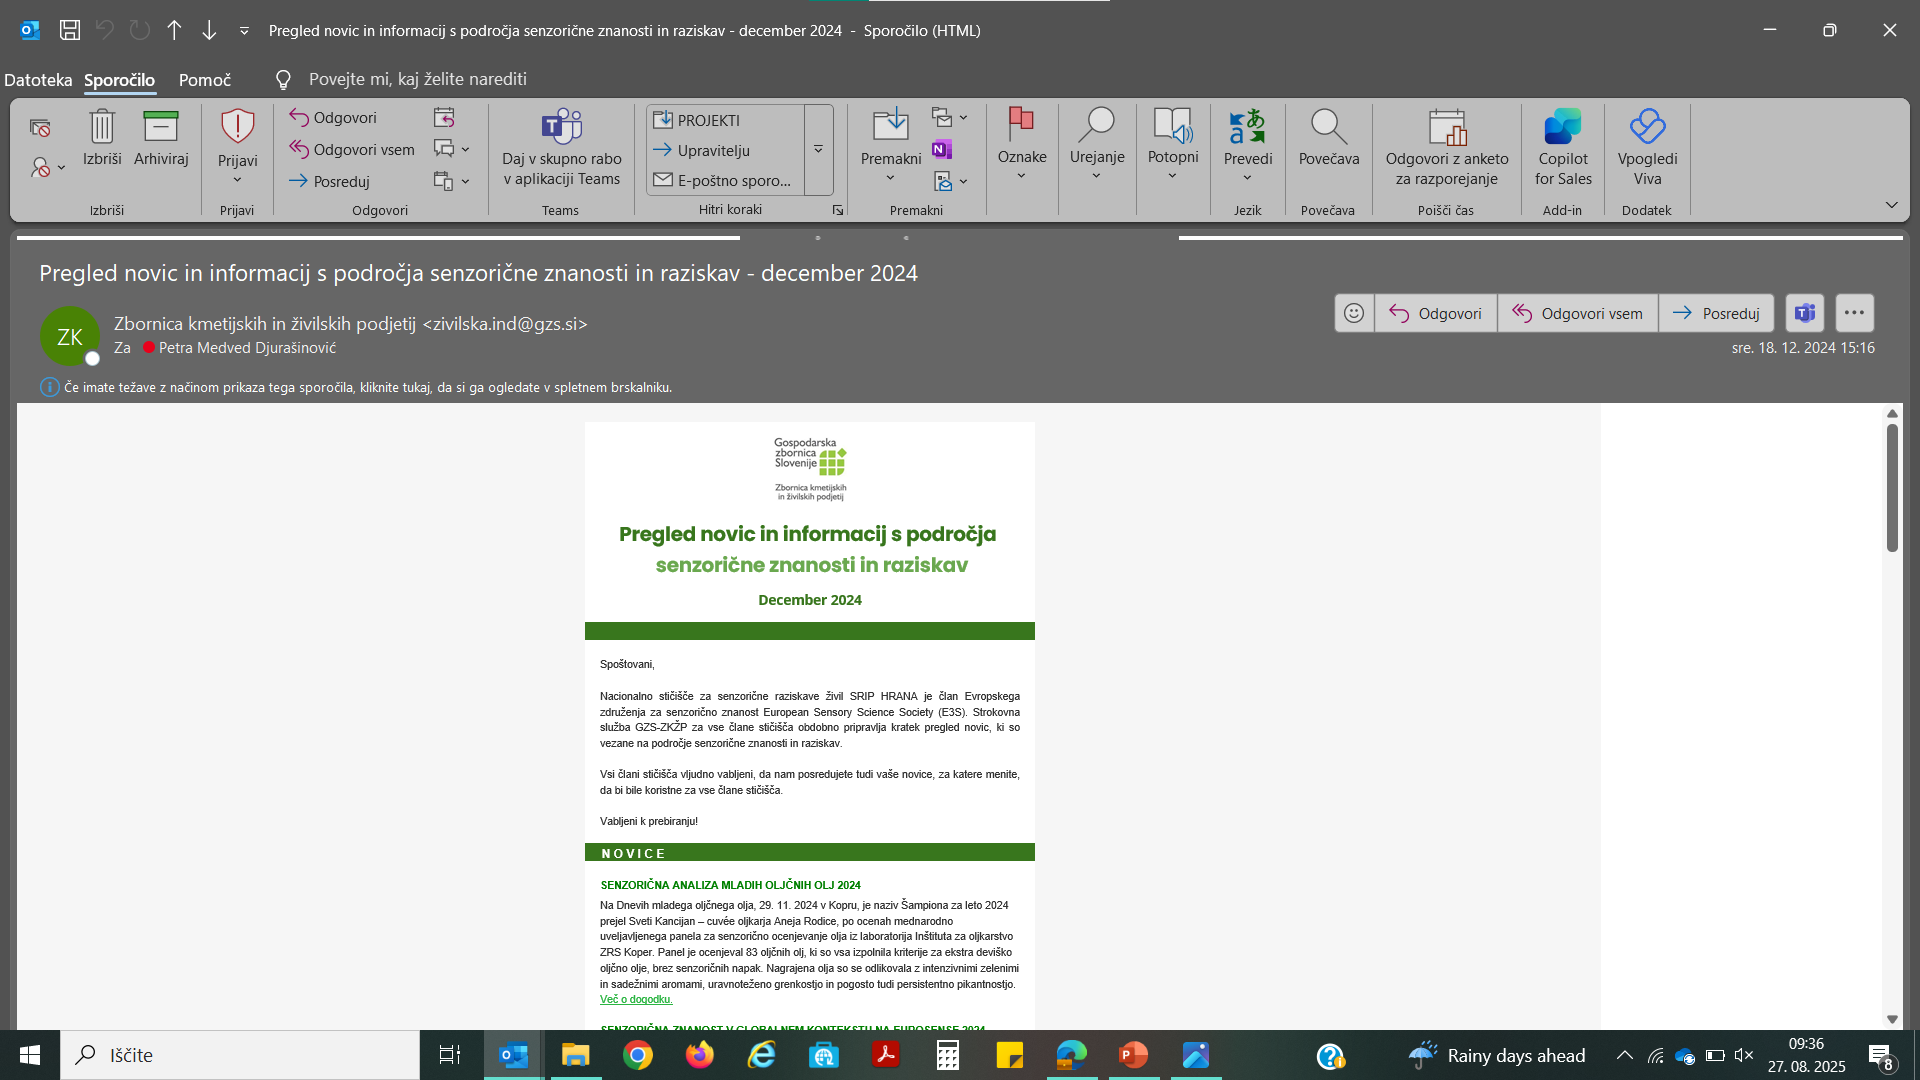 Pregled novic in informacij s področja senzorične znanosti in raziskav - december 2024 - Sporočilo (HTML)
Datoteka Sporočilo Pomoč Povejte mi, kaj želite narediti
Izbriši
Arhiviraj
Izbriši
Prijavi
Prijavi
Odgovori
Odgovori vsem
Posreduj
Odgovori
Daj v skupno rabo
v aplikaciji Teams
Teams
PROJEKTI
Upravitelju
E-poštno sporo...
Hitri koraki
Premakni
Premakni
Oznake
Urejanje
Potopni
Prevedi
Jezik
Povečava
Povečava
Odgovori z anketo
za razporejanje
Poišči čas
Copilot
for Sales
Add-in
Vpogledi
Viva
Dodatek
Pregled novic in informacij s področja senzorične znanosti in raziskav - december 2024
ZK
Zbornica kmetijskih in živilskih podjetij <zivilska.ind@gzs.si>
Za Petra Medved Djurašinović
Odgovori Odgovori vsem Posreduj
sre. 18. 12. 2024 15:16
Če imate težave z načinom prikaza tega sporočila, kliknite tukaj, da si ga ogledate v spletnem brskalniku.
Gospodarska
zbornica
Slovenije
Zbornica kmetijskih
in živilskih podjetij
Pregled novic in informacij s področja
senzorične znanosti in raziskav
December 2024
Spoštovani,
Nacionalno stičišče za senzorične raziskave živil SRIP HRANA je član Evropskega
združenja za senzorično znanost European Sensory Science Society (E3S). Strokovna
služba GZS-ZKŽP za vse člane stičišča obdobno pripravlja kratek pregled novic, ki so
vezane na področje senzorične znanosti in raziskav.
Vsi člani stičišča vljudno vabljeni, da nam posredujete tudi vaše novice, za katere menite,
da bi bile koristne za vse člane stičišča.
Vabljeni k prebiranju!
NOVICE
SENZORIČNA ANALIZA MLADIH OLJČNIH OLJ 2024
Na Dnevih mladega oljčnega olja, 29. 11. 2024 v Kopru, je naziv Šampiona za leto 2024
prejel Sveti Kancijan – cuvée oljkarja Aneja Rodice, po ocenah mednarodno
uveljavljenega panela za senzorično ocenjevanje olja iz laboratorija Inštituta za oljkarstvo
ZRS Koper. Panel je ocenjeval 83 oljčnih olj, ki so vsa izpolnila kriterije za ekstra deviško
oljčno olje, brez senzoričnih napak. Nagrajena olja so se odlikovala z intenzivnimi zelenimi
in sadežnimi aromami, uravnoteženo grenkostjo in pogosto tudi persistentno pikantnostjo.
Več o dogodku.
SENZORIČNA ZNANOST V GLOBALNEM KONTEKSTU NA EUROSENSE 2024
Iščite
Rainy days ahead
09:36
27. 08. 2025
8